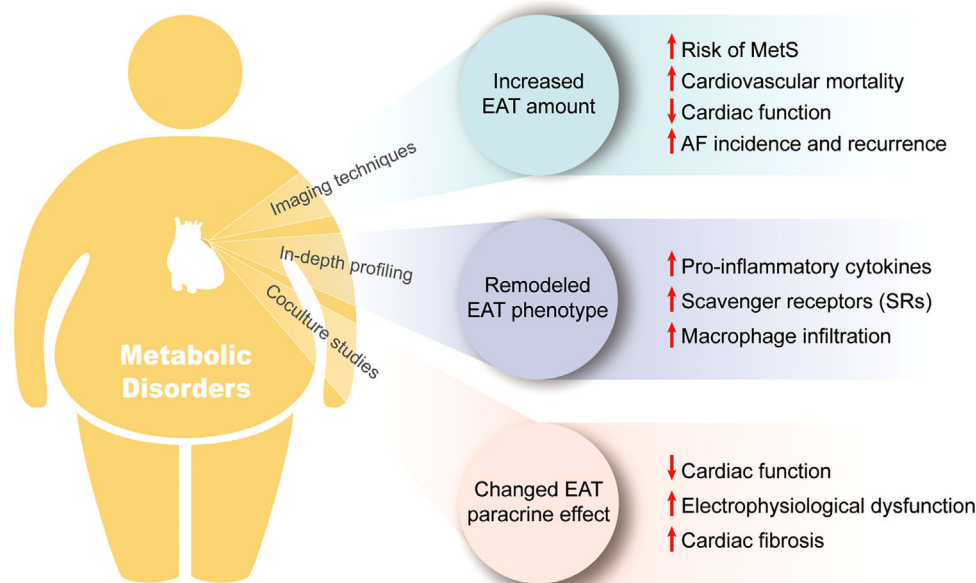 Imaging techniques
In-depth profiling
Coculture studies
Metabolic
Disorders
Increased
EAT amount
↑ Risk of MetS
↑ Cardiovascular mortality
↓ Cardiac function
↑ AF incidence and recurrence
Remodeled
EAT phenotype
↑ Pro-inflammatory cytokines
↑ Scavenger receptors (SRs)
↑ Macrophage infiltration
Changed EAT
paracrine effect
↓ Cardiac function
↑ Electrophysiological dysfunction
↑ Cardiac fibrosis